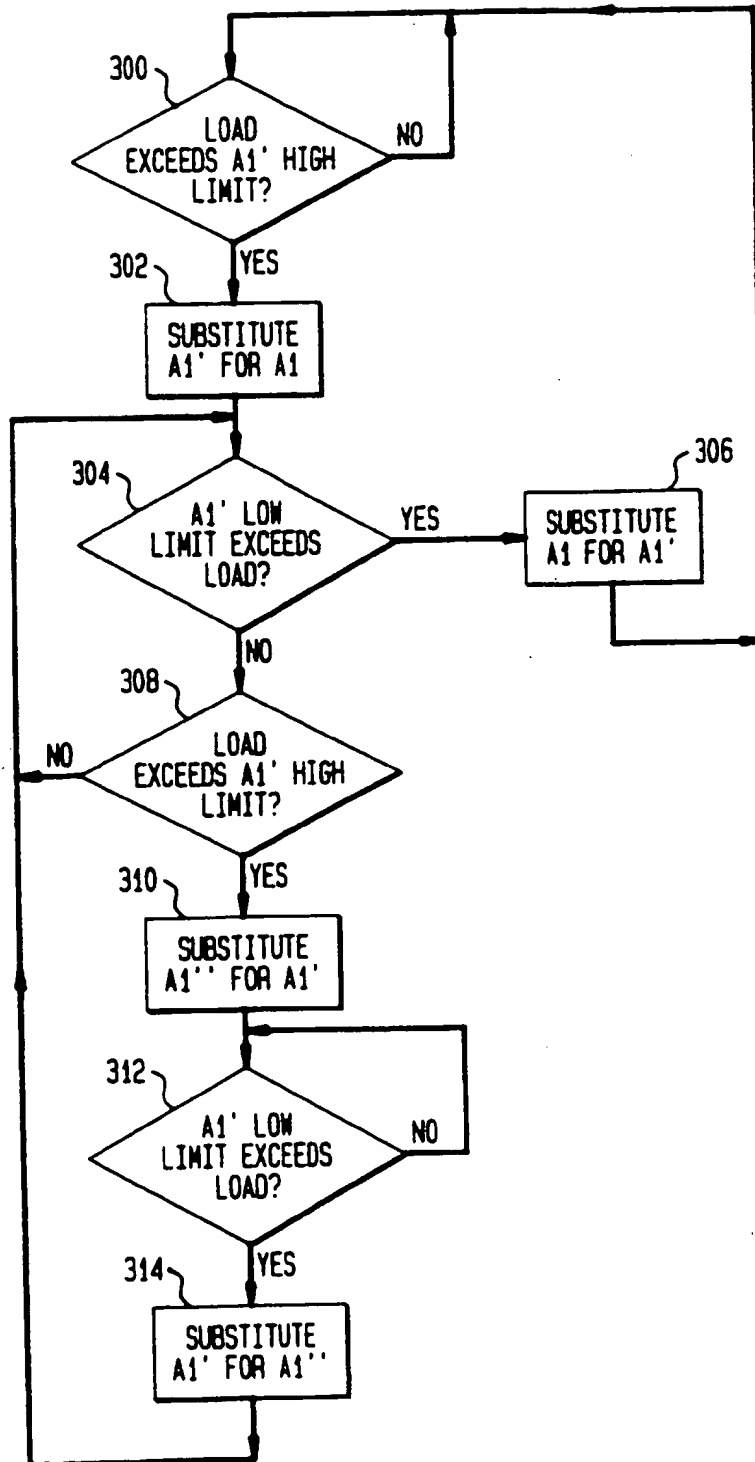 300
LOAD
EXCEEDS A1' HIGH
LIMIT?
NO
YES
302
SUBSTITUTE
A1' FOR A1
304
A1' LOW
LIMIT EXCEEDS
LOAD?
YES
306
SUBSTITUTE
A1 FOR A1'
NO
308
LOAD
EXCEEDS A1' HIGH
LIMIT?
NO
YES
310
SUBSTITUTE
A1'' FOR A1'
312
A1' LOW
LIMIT EXCEEDS
LOAD?
NO
YES
314
SUBSTITUTE
A1' FOR A1''